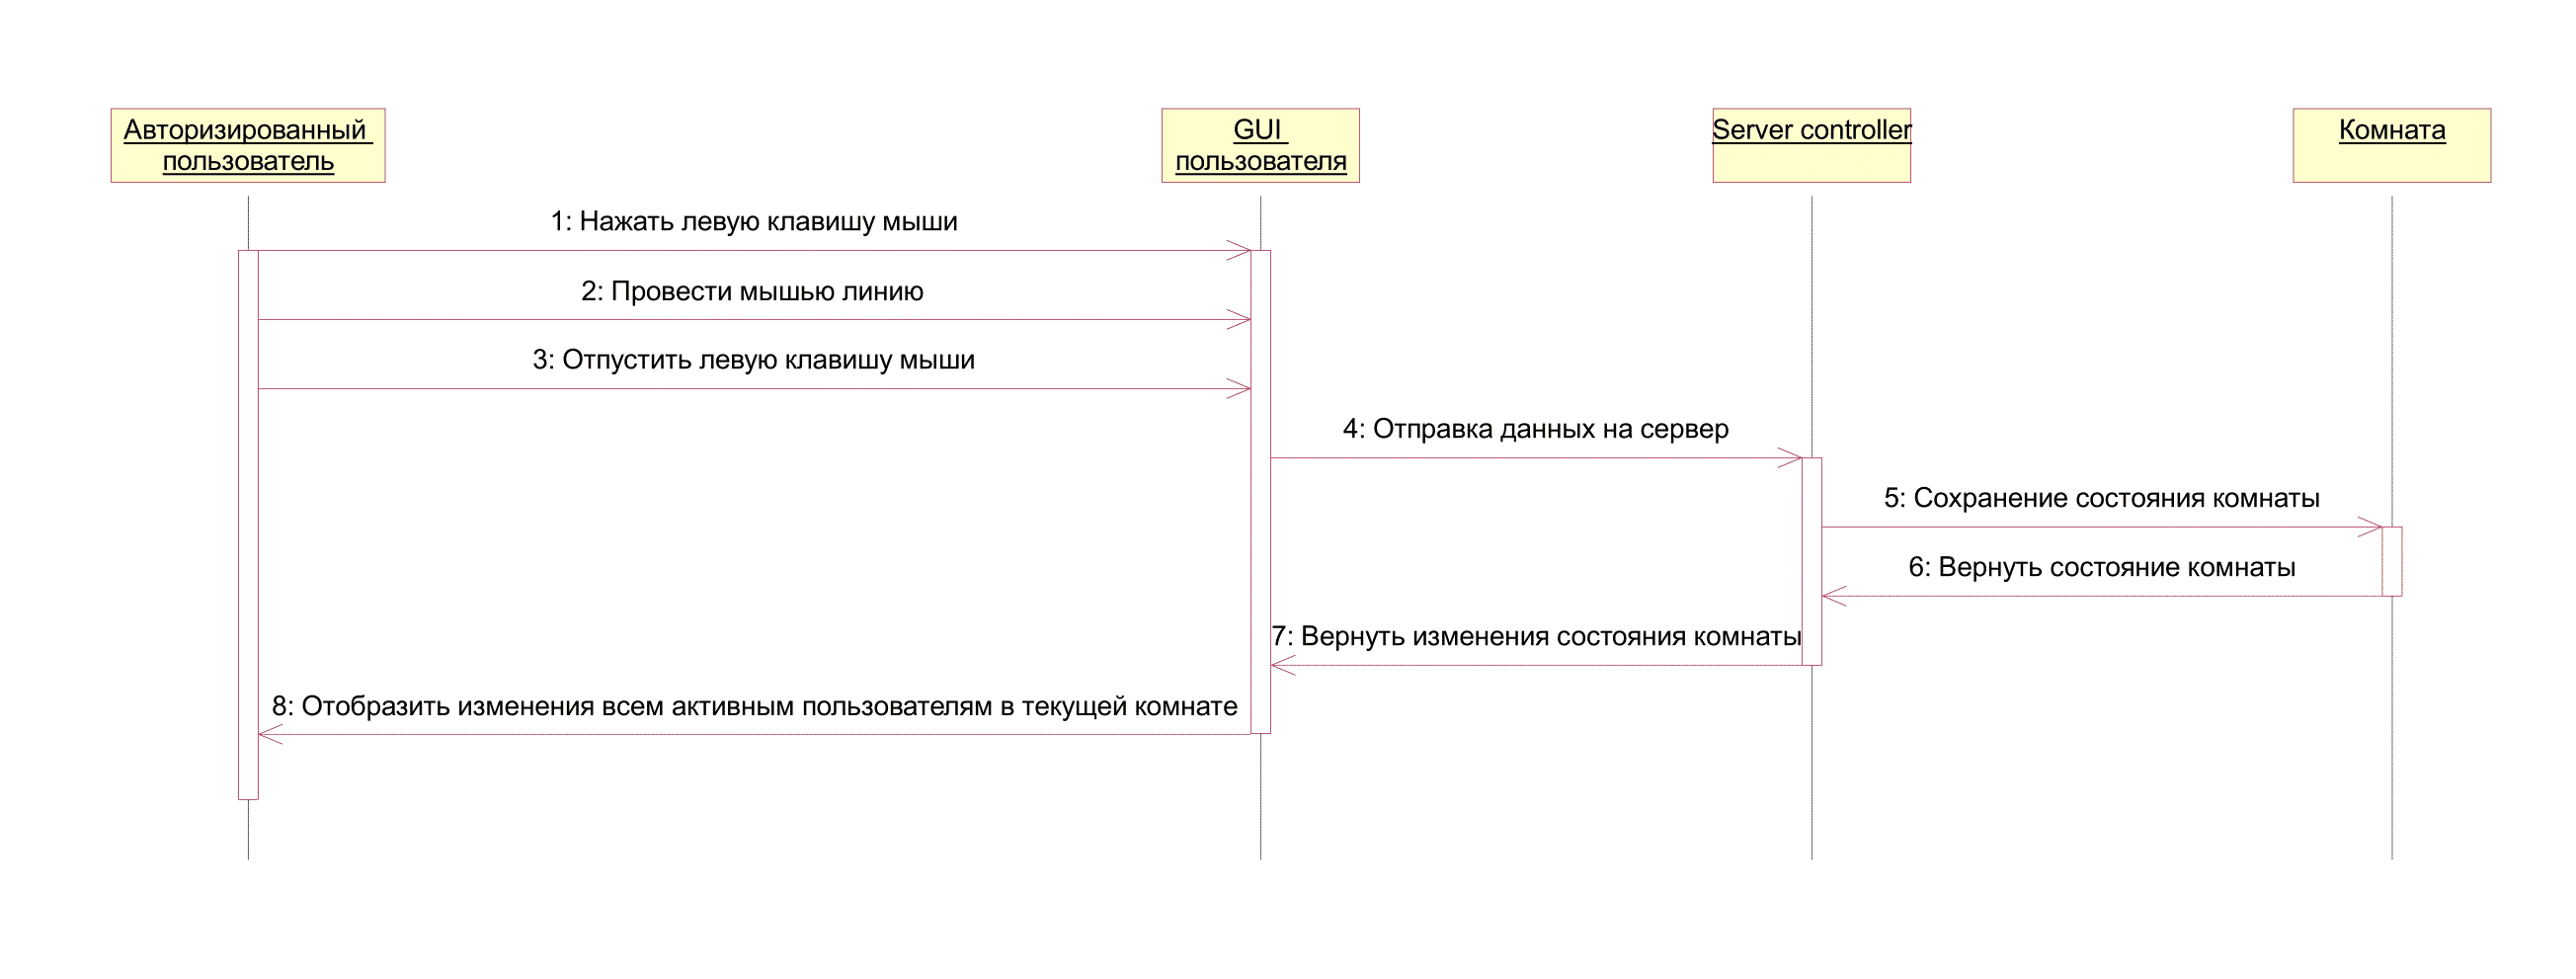 Авторизированный
пользователь
GUI
пользователя
Server controller
Комната
1: Нажать левую клавишу мыши
2: Провести мышью линию
3: Отпустить левую клавишу мыши
4: Отправка данных на сервер
5: Сохранение состояния комнаты
6: Вернуть состояние комнаты
7: Вернуть изменения состояния комнаты
8: Отобразить изменения всем активным пользователям в текущей комнате